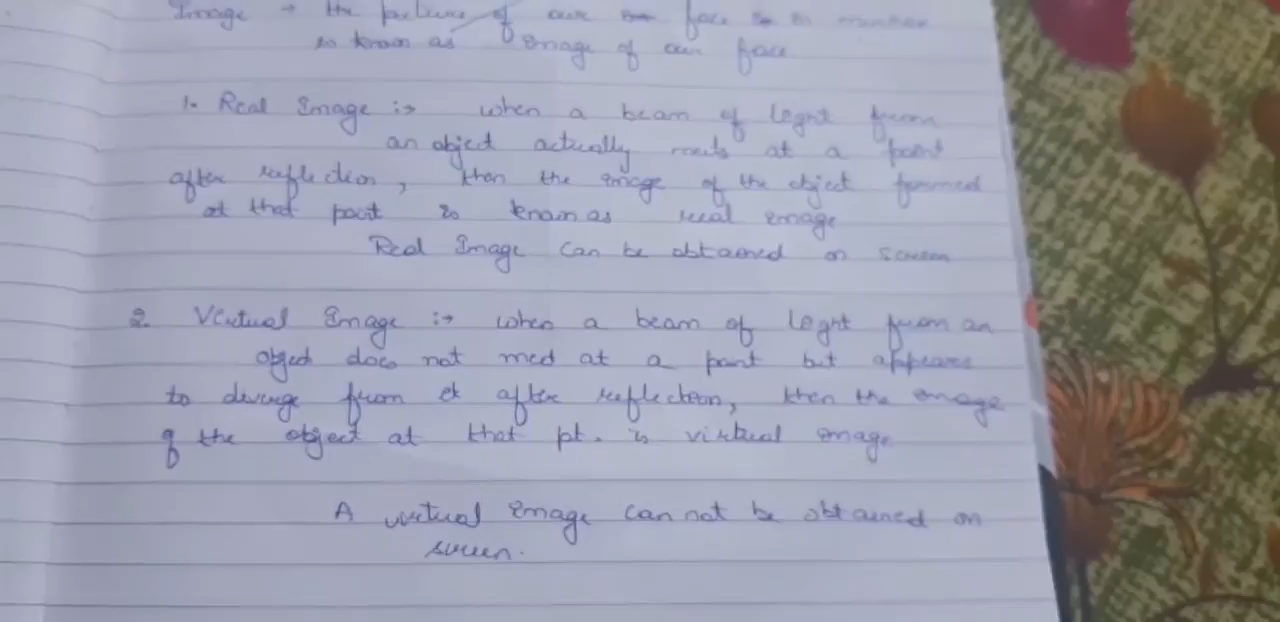 Image → the picture of our face in a mirror
is known as Image of our face
1. Real Image :→ when a beam of light from
an object actually meets at a point
after reflection, then the image of the object formed
at that point is known as real image
Real Image can be obtained on screen
2. Virtual Image :→ when a beam of light from an
object does not meet at a point but appears
to diverge from it after reflection, then the image
of the object at that pt. is virtual image
A virtual image can not be obtained on
screen.